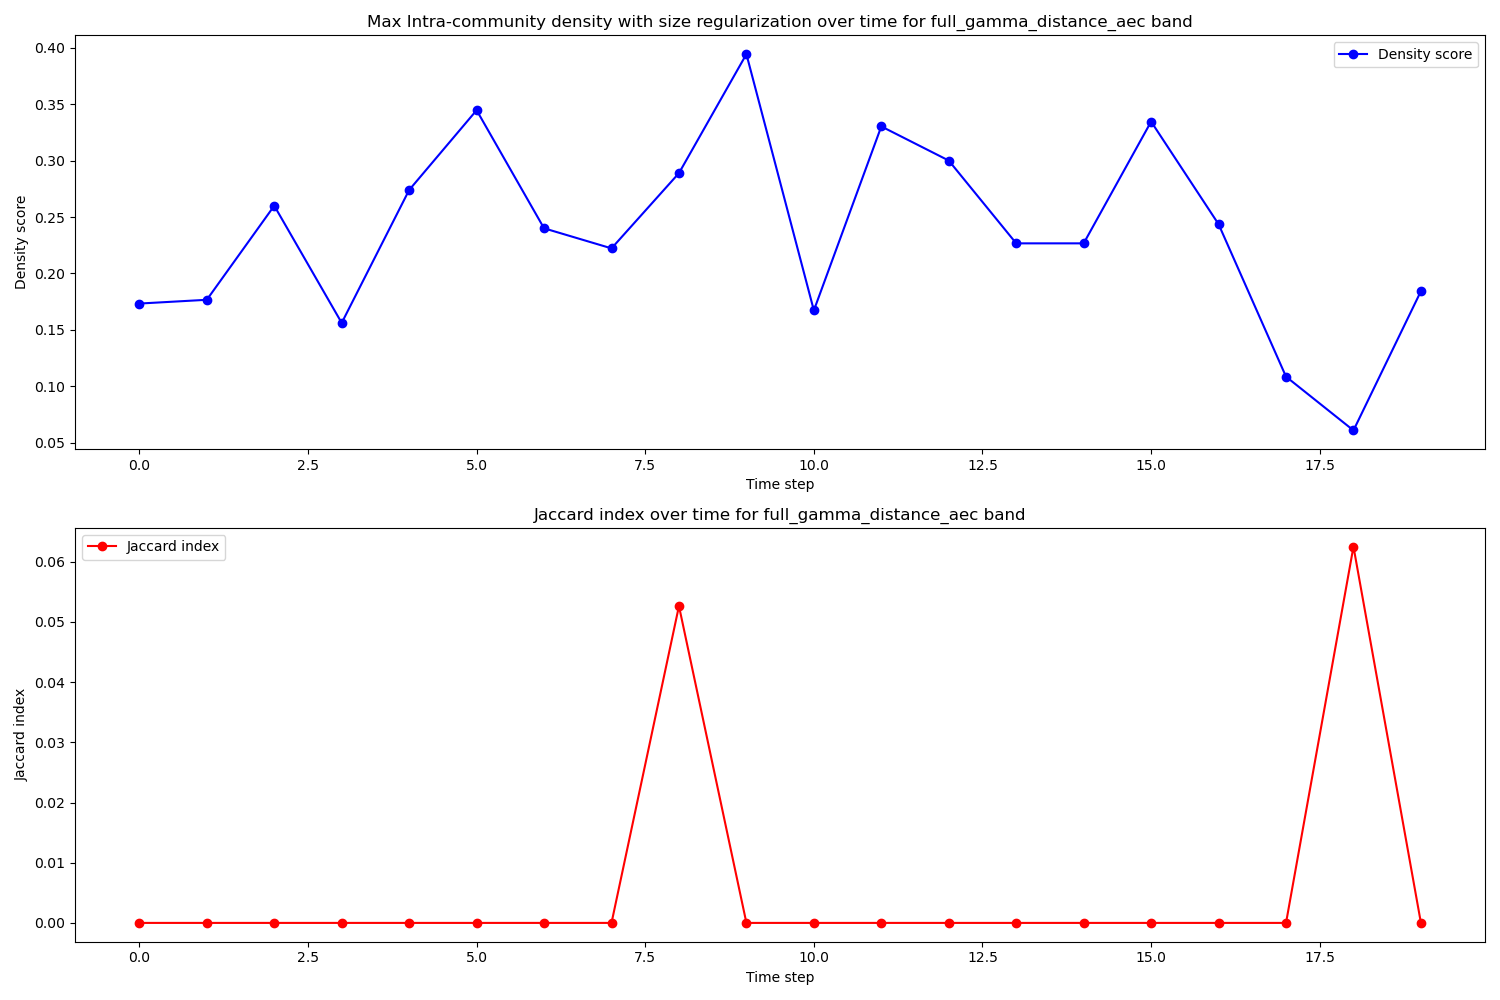 Max Intra-community density with size regularization over time for full_gamma_distance_aec band
Density score
0.40
0.35
0.30
0.25
0.20
0.15
0.10
0.05
Density score
0.0 2.5 5.0 7.5 10.0 12.5 15.0 17.5
Time step
Jaccard index over time for full_gamma_distance_aec band
Jaccard index
0.06
0.05
0.04
0.03
0.02
0.01
0.00
Jaccard index
0.0 2.5 5.0 7.5 10.0 12.5 15.0 17.5
Time step